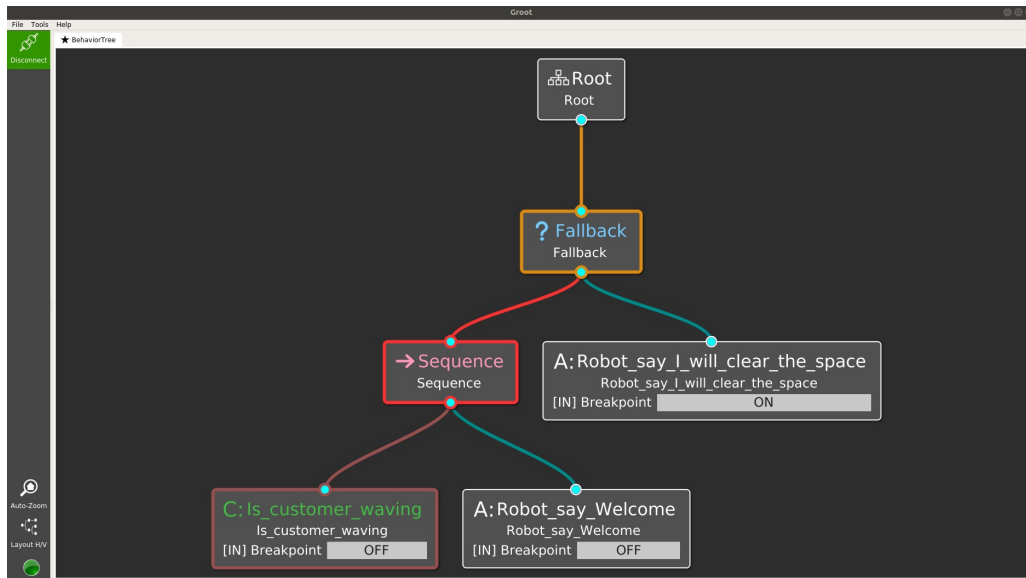 Groot
File Tools Help
Disconnect
★ BehaviorTree
Root
Root
? Fallback
Fallback
→ Sequence
Sequence
A: Robot_say_I_will_clear_the_space
Robot_say_I_will_clear_the_space
[IN] Breakpoint ON
C: Is_customer_waving
Is_customer_waving
[IN] Breakpoint OFF
A: Robot_say_Welcome
Robot_say_Welcome
[IN] Breakpoint OFF
Auto-Zoom
Layout H/V